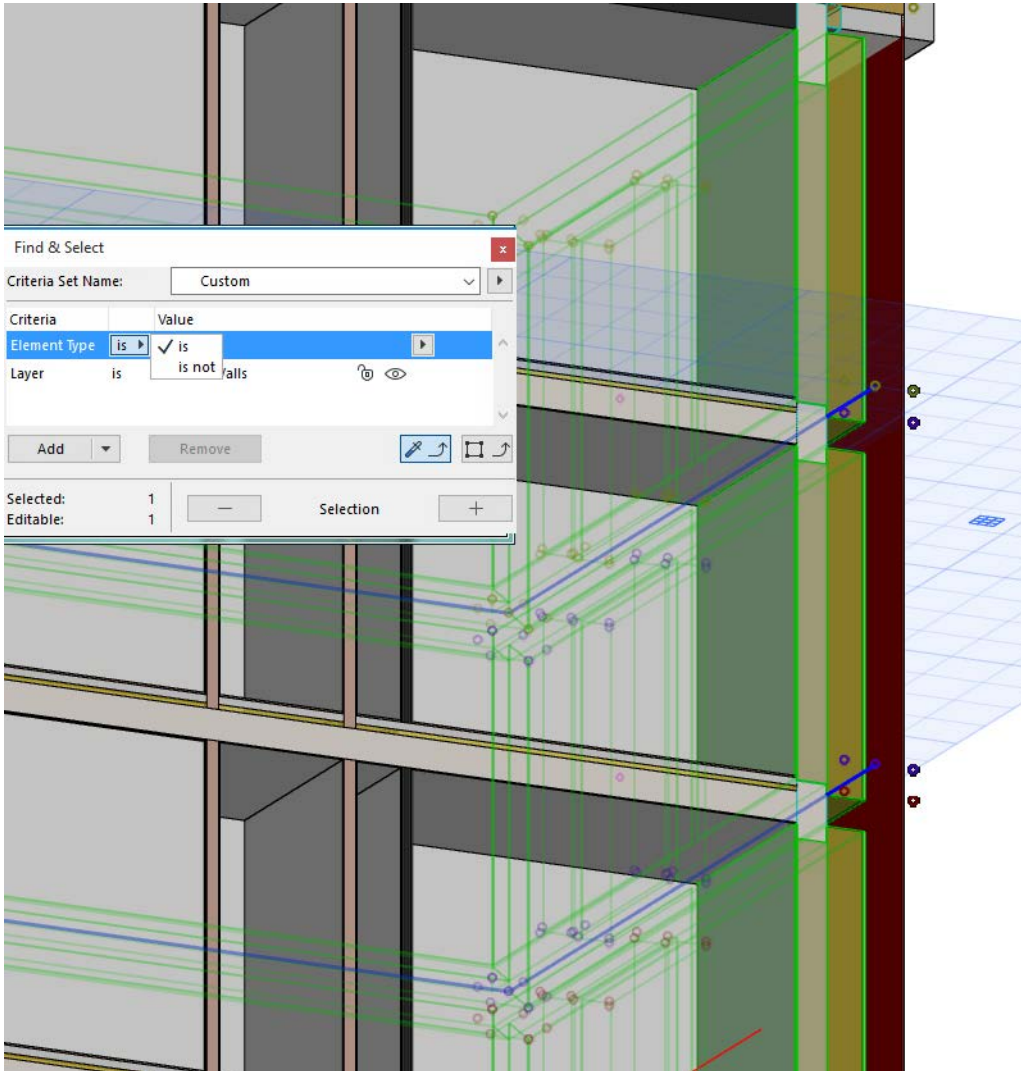 Find & Select
Criteria Set Name: Custom
Criteria Value
Element Type is is
is not
Layer is
Add Remove
Selected: 1
Editable: 1
Selection